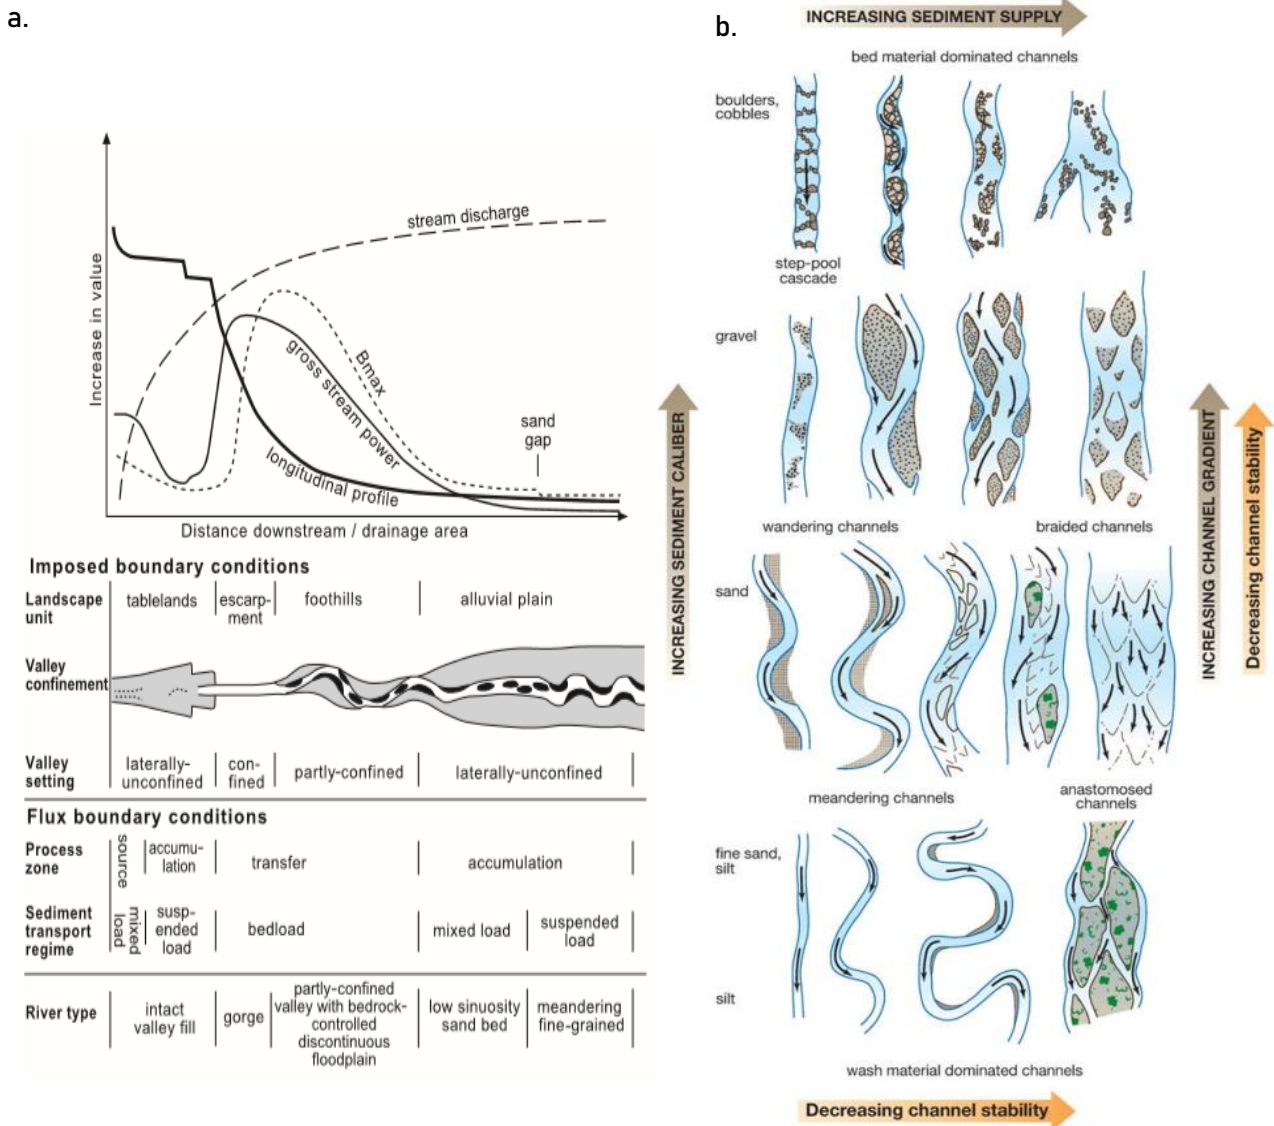 a.
stream discharge
Increase in value
gross stream power
Bmax
longitudinal profile
sand
gap
Distance downstream / drainage area
Imposed boundary conditions
Landscape
unit
tablelands
escarp-
ment
foothills
alluvial plain
Valley
confinement
Valley
setting
laterally-
unconfined
con-
fined
partly-confined
laterally-unconfined
Flux boundary conditions
Process
zone
source
accumu-
lation
transfer
accumulation
Sediment
transport
regime
mixed
load
susp-
ended
load
bedload
mixed load
suspended
load
River type
intact
valley fill
gorge
partly-confined
valley with bedrock-
controlled
discontinuous
floodplain
low sinuosity
sand bed
meandering
fine-grained
b.
INCREASING SEDIMENT SUPPLY
bed material dominated channels
boulders,
cobbles
step-pool
cascade
gravel
wandering channels
braided channels
sand
meandering channels
anastomosed
channels
fine sand,
silt
silt
wash material dominated channels
INCREASING SEDIMENT CALIBER
INCREASING CHANNEL GRADIENT
Decreasing channel stability
Decreasing channel stability